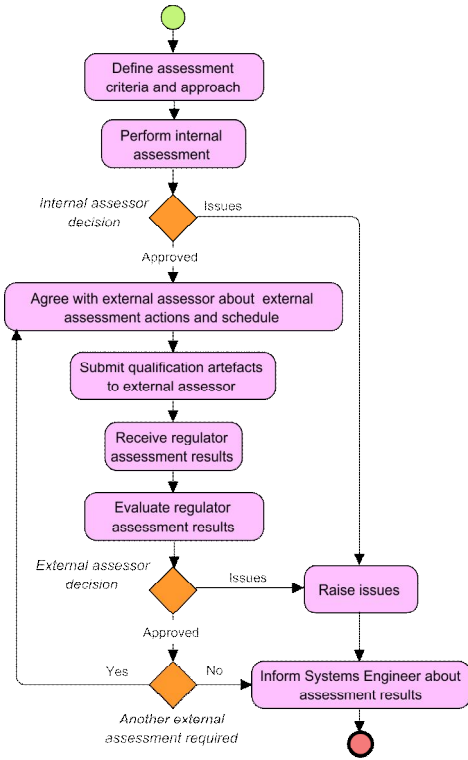 Define assessment
criteria and approach
Perform internal
assessment
Internal assessor
decision
Issues
Approved
Agree with external assessor about external
assessment actions and schedule
Submit qualification artefacts
to external assessor
Receive regulator
assessment results
Evaluate regulator
assessment results
External assessor
decision
Issues
Raise issues
Approved
Yes
No
Inform Systems Engineer about
assessment results
Another external
assessment required